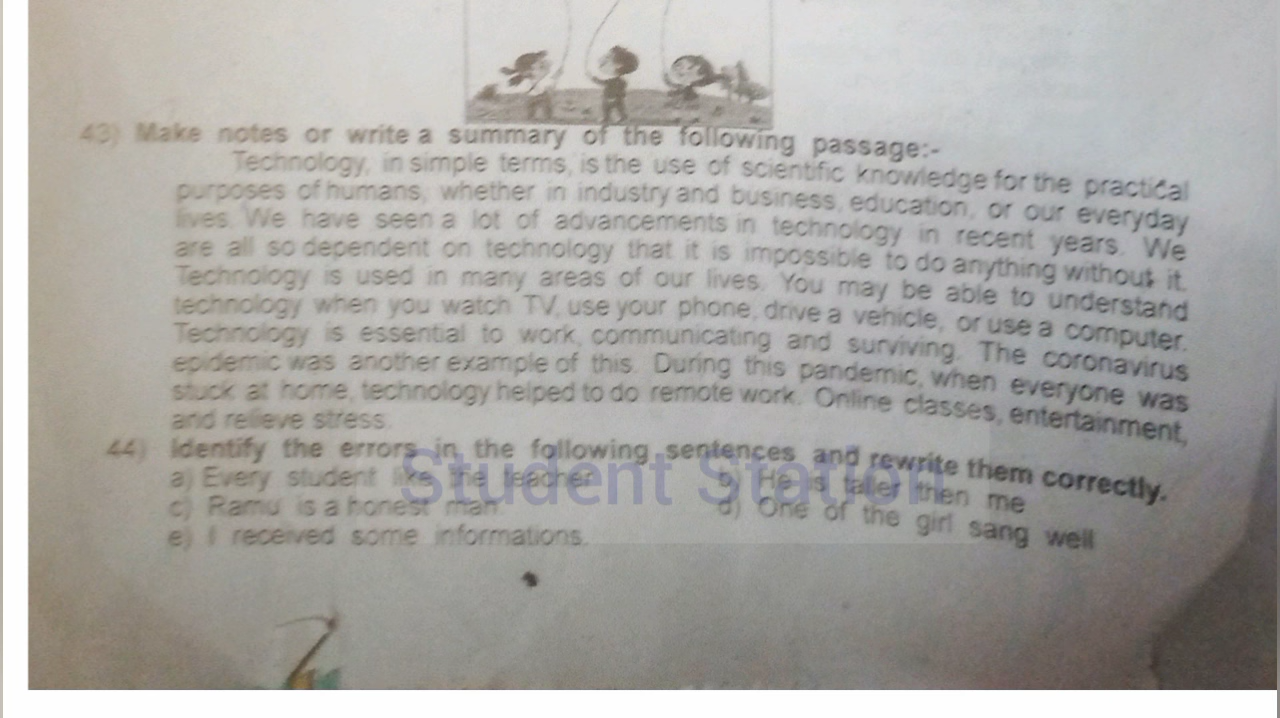 43) Make notes or write a summary of the following passage:-
Technology, in simple terms, is the use of scientific knowledge for the practical
purposes of humans, whether in industry and business, education, or our everyday
lives. We have seen a lot of advancements in technology in recent years. We
are all so dependent on technology that it is impossible to do anything without it.
Technology is used in many areas of our lives. You may be able to understand
technology when you watch TV, use your phone, drive a vehicle, or use a computer.
Technology is essential to work, communicating and surviving. The coronavirus
epidemic was another example of this. During this pandemic, when everyone was
stuck at home, technology helped to do remote work. Online classes, entertainment,
and relieve stress.
44) Identify the errors in the following sentences and rewrite them correctly.
a) Every student like the teacher b) He is taller then me
c) Ramu is a honest man. d) One of the girl sang well
e) I received some informations.
Student Station